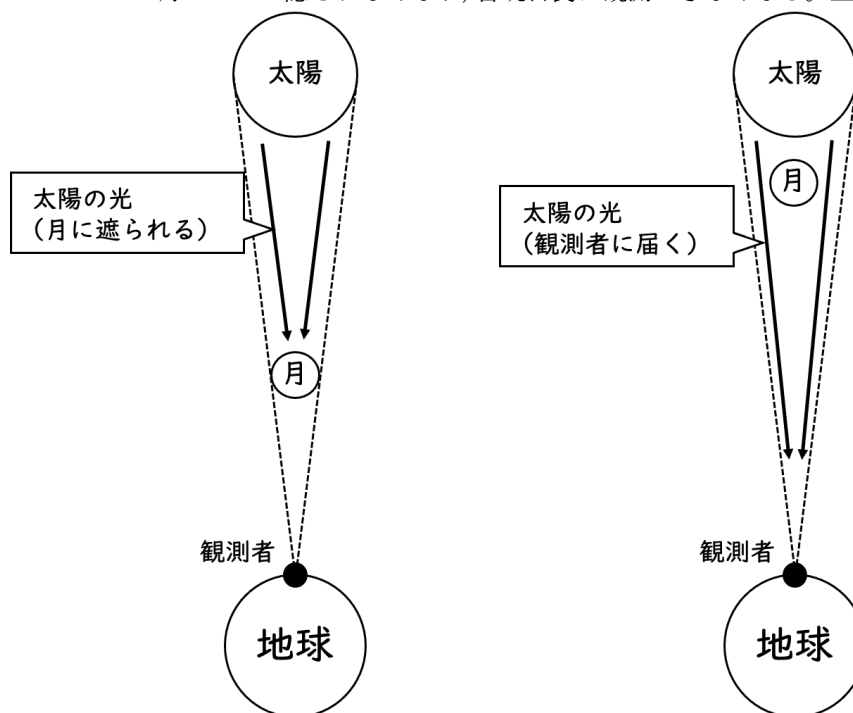 太陽
太陽
月
太陽の光
(月に遮られる)
太陽の光
(観測者に届く)
月
観測者
観測者
地球
地球